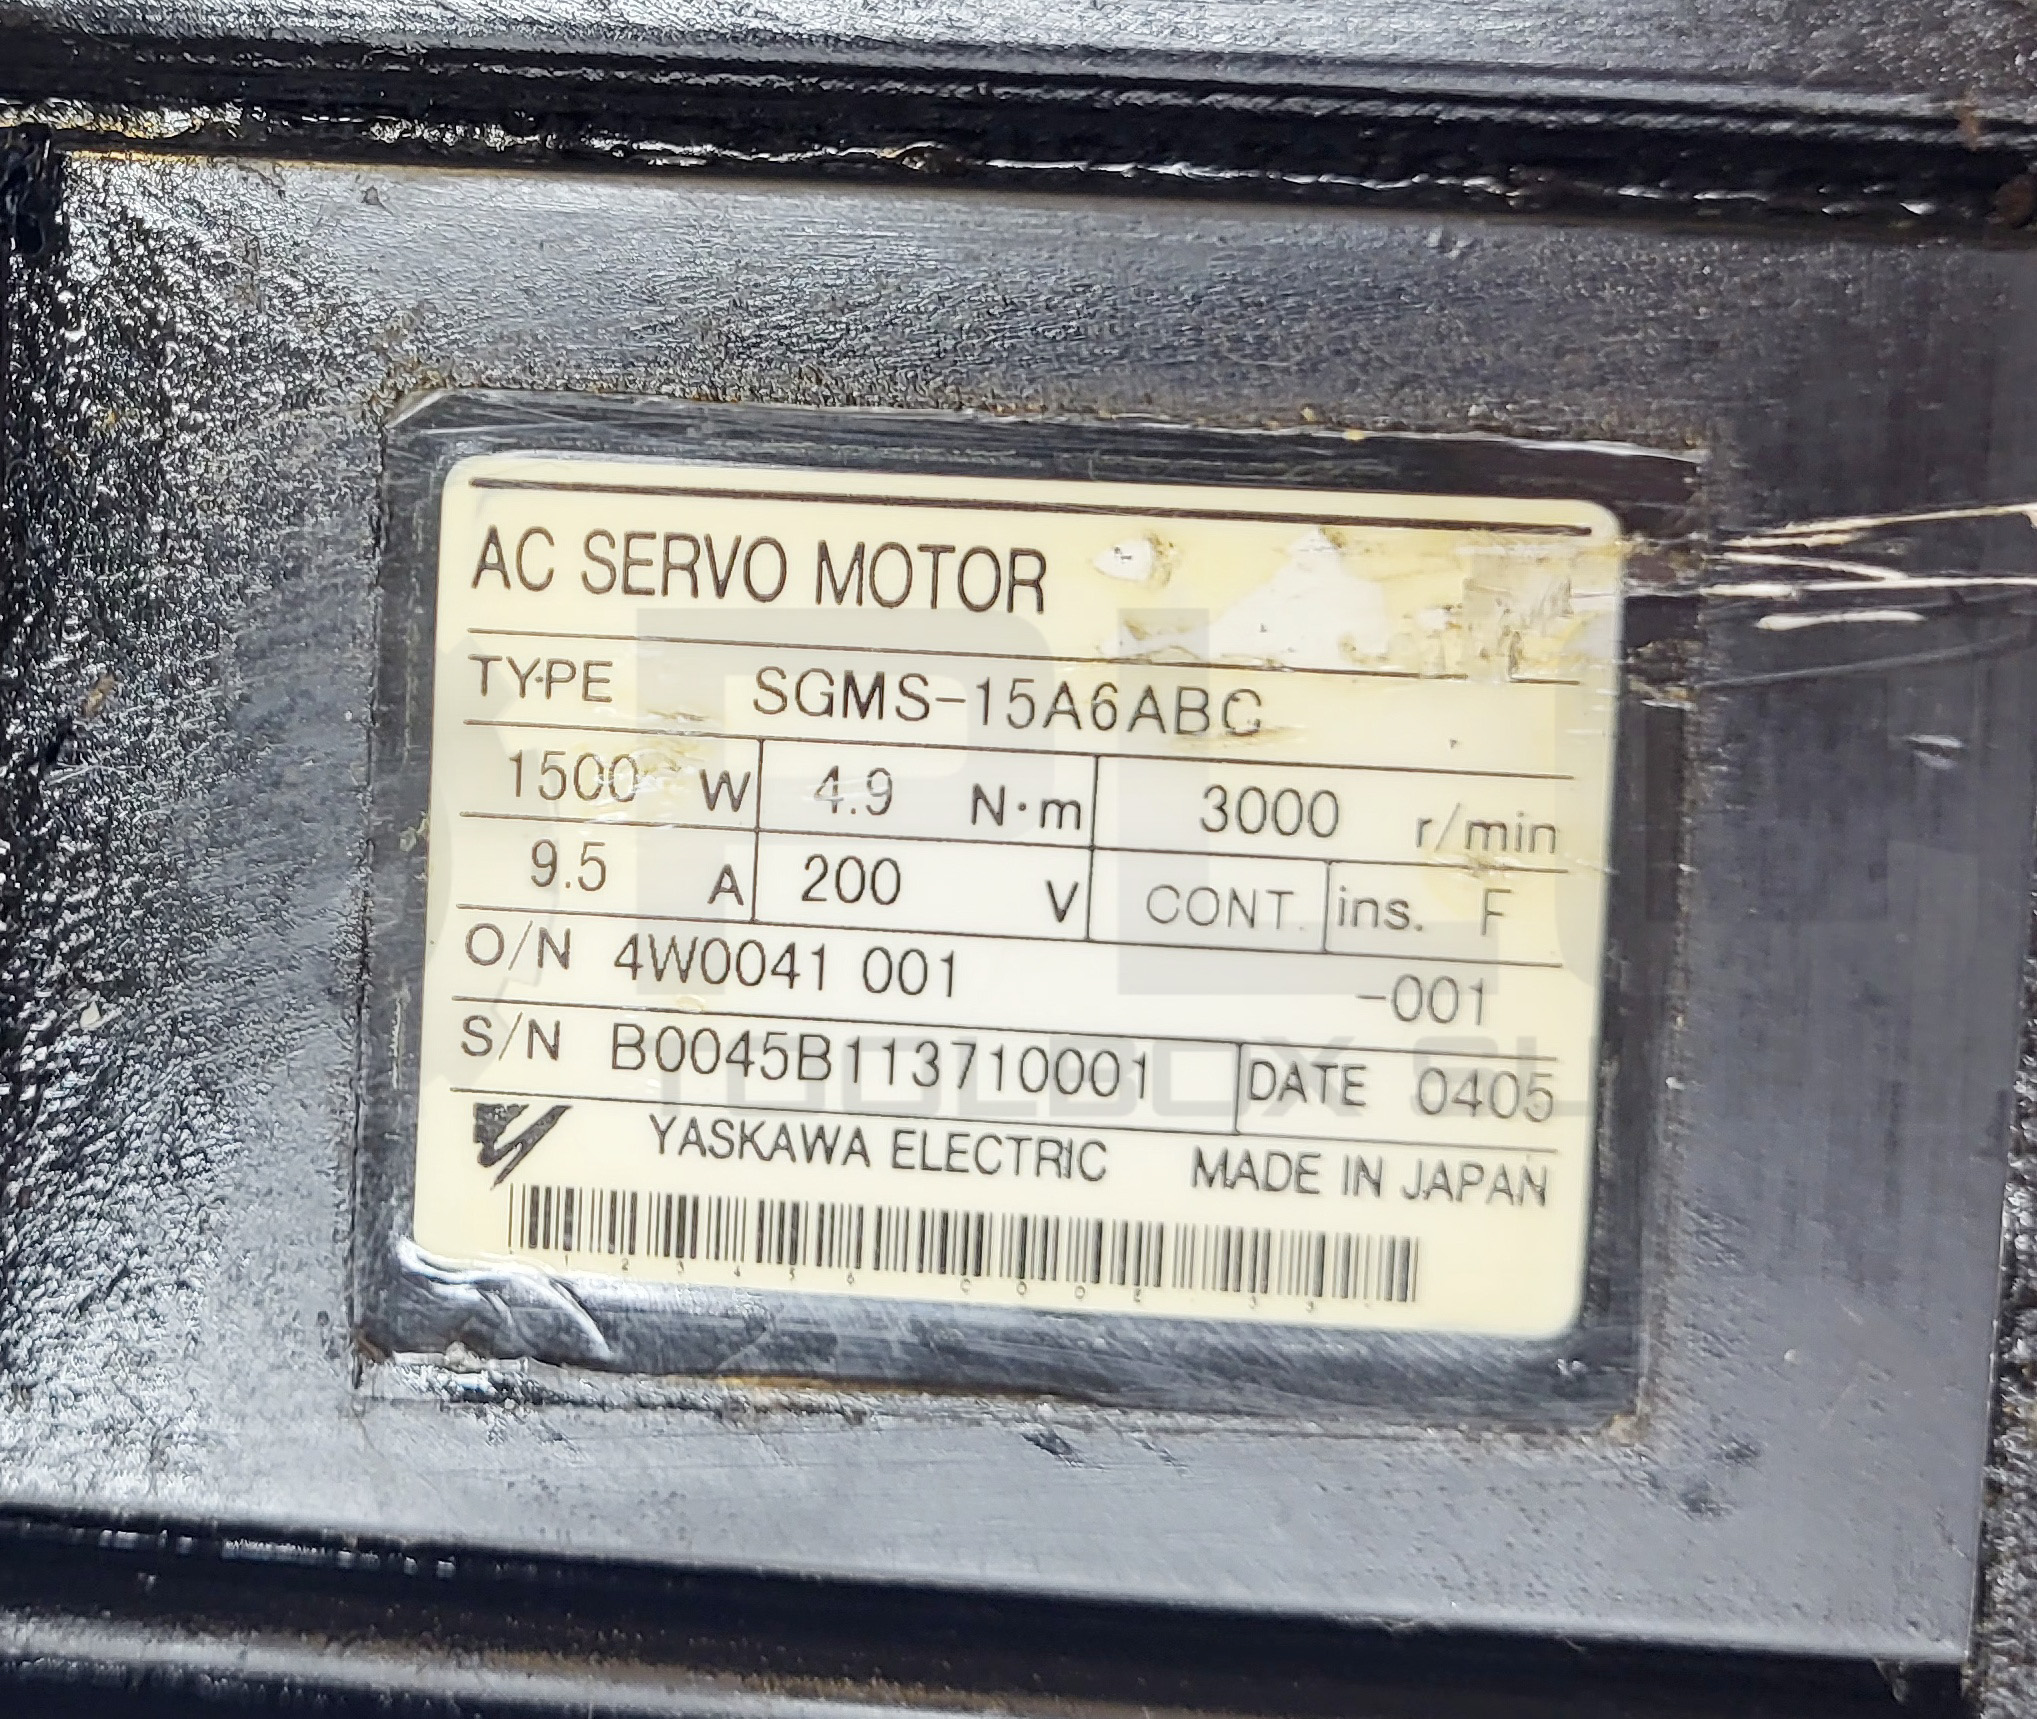 AC SERVO MOTOR
TYPE SGMS-15A6ABC
1500 W 4.9 N·m 3000 r/min
9.5 A 200 V CONT. ins. F
O/N 4W0041 001 -001
S/N B0045B113710001 DATE 0405
YASKAWA ELECTRIC MADE IN JAPAN
TOOLBOX